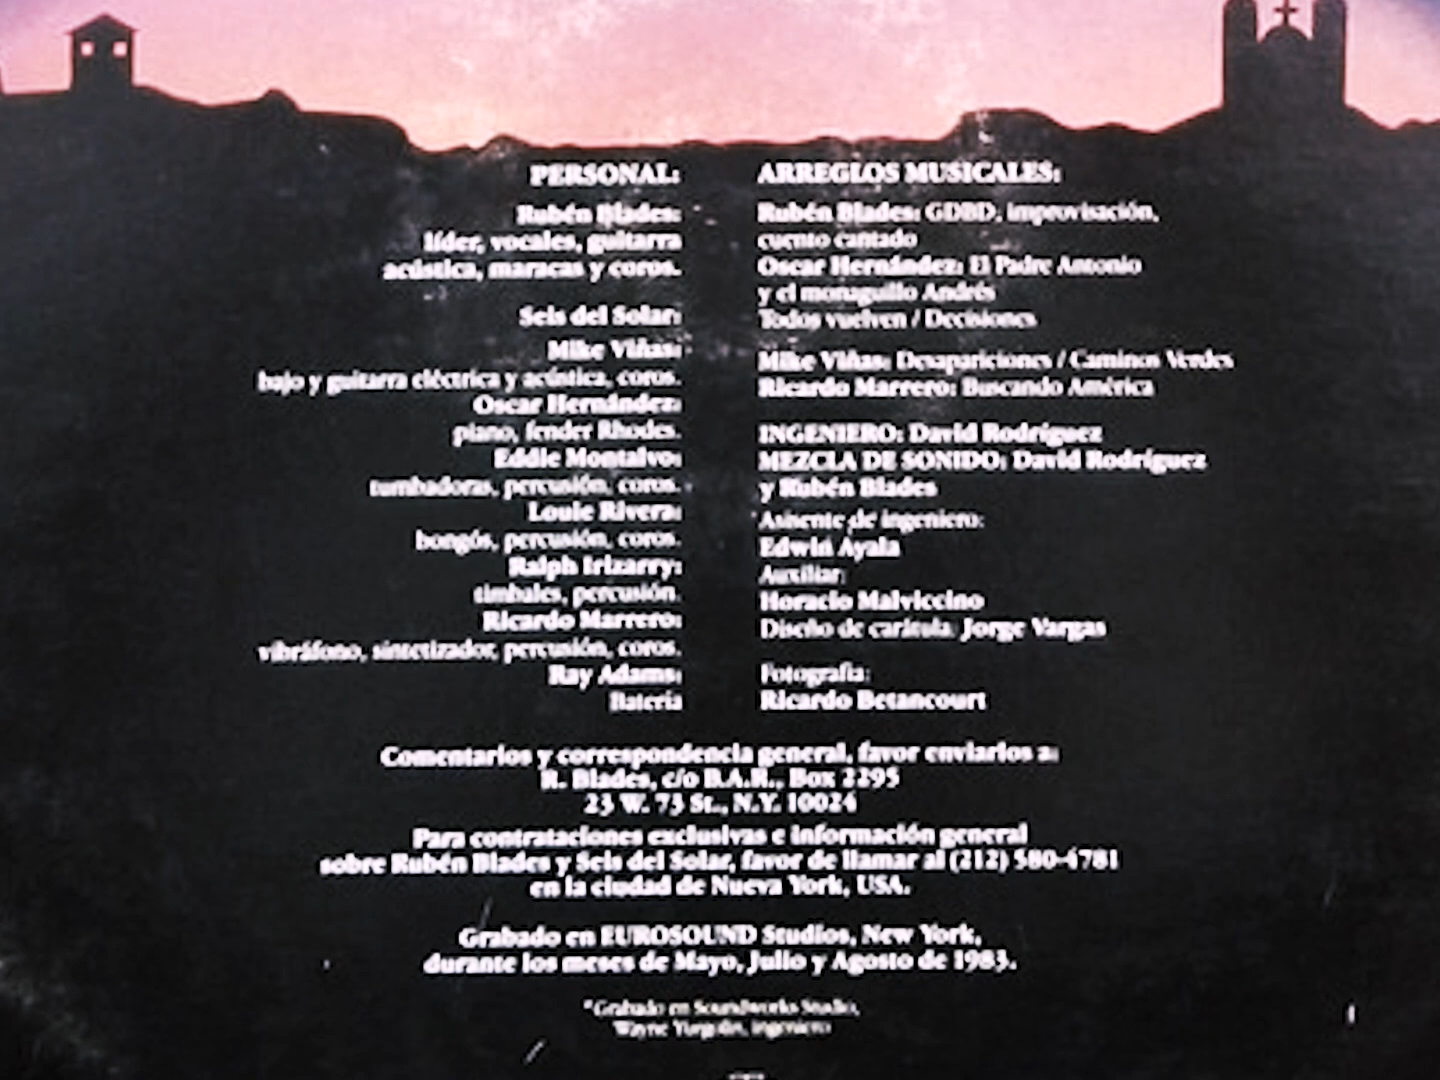 PERSONAL:
Rubén Blades:
líder, vocales, guitarra
acústica, maracas y coros.
Seis del Solar:
Mike Viñas:
bajo y guitarra eléctrica y acústica, coros.
Oscar Hernández:
piano, fender Rhodes.
Eddie Montalvo:
tumbadoras, percusión, coros.
Louie Rivera:
bongós, percusión, coros.
Ralph Irizarry:
timbales, percusión.
Ricardo Marrero:
vibráfono, sintetizador, percusión, coros.
Ray Adams:
Batería
ARREGLOS MUSICALES:
Rubén Blades: GDBD, improvisación,
cuento cantado
Oscar Hernández: El Padre Antonio
y el monaguillo Andrés
Todos vuelven / Decisiones
Mike Viñas: Desapariciones / Caminos Verdes
Ricardo Marrero: Buscando América
INGENIERO: David Rodríguez
MEZCLA DE SONIDO: David Rodríguez
y Rubén Blades
de ingeniero:
Edwin Ayala
Auxiliar:
Horacio Malviccino
Diseño de carátula: Jorge Vargas
Fotografía:
Ricardo Betancourt
Comentarios y correspondencia general, favor enviarlos a:
R. Blades, c/o B.A.R., Box 2295
23 W. 73 St., N.Y. 10024
Para contrataciones exclusivas e información general
sobre Rubén Blades y Seis del Solar, favor de llamar al (212) 580-4781
en la ciudad de Nueva York, USA.
Grabado en EUROSOUND Studios, New York,
durante los meses de Mayo, Julio y Agosto de 1983.
*Grabado en Soundworks Studio,
Wayne ingeniero